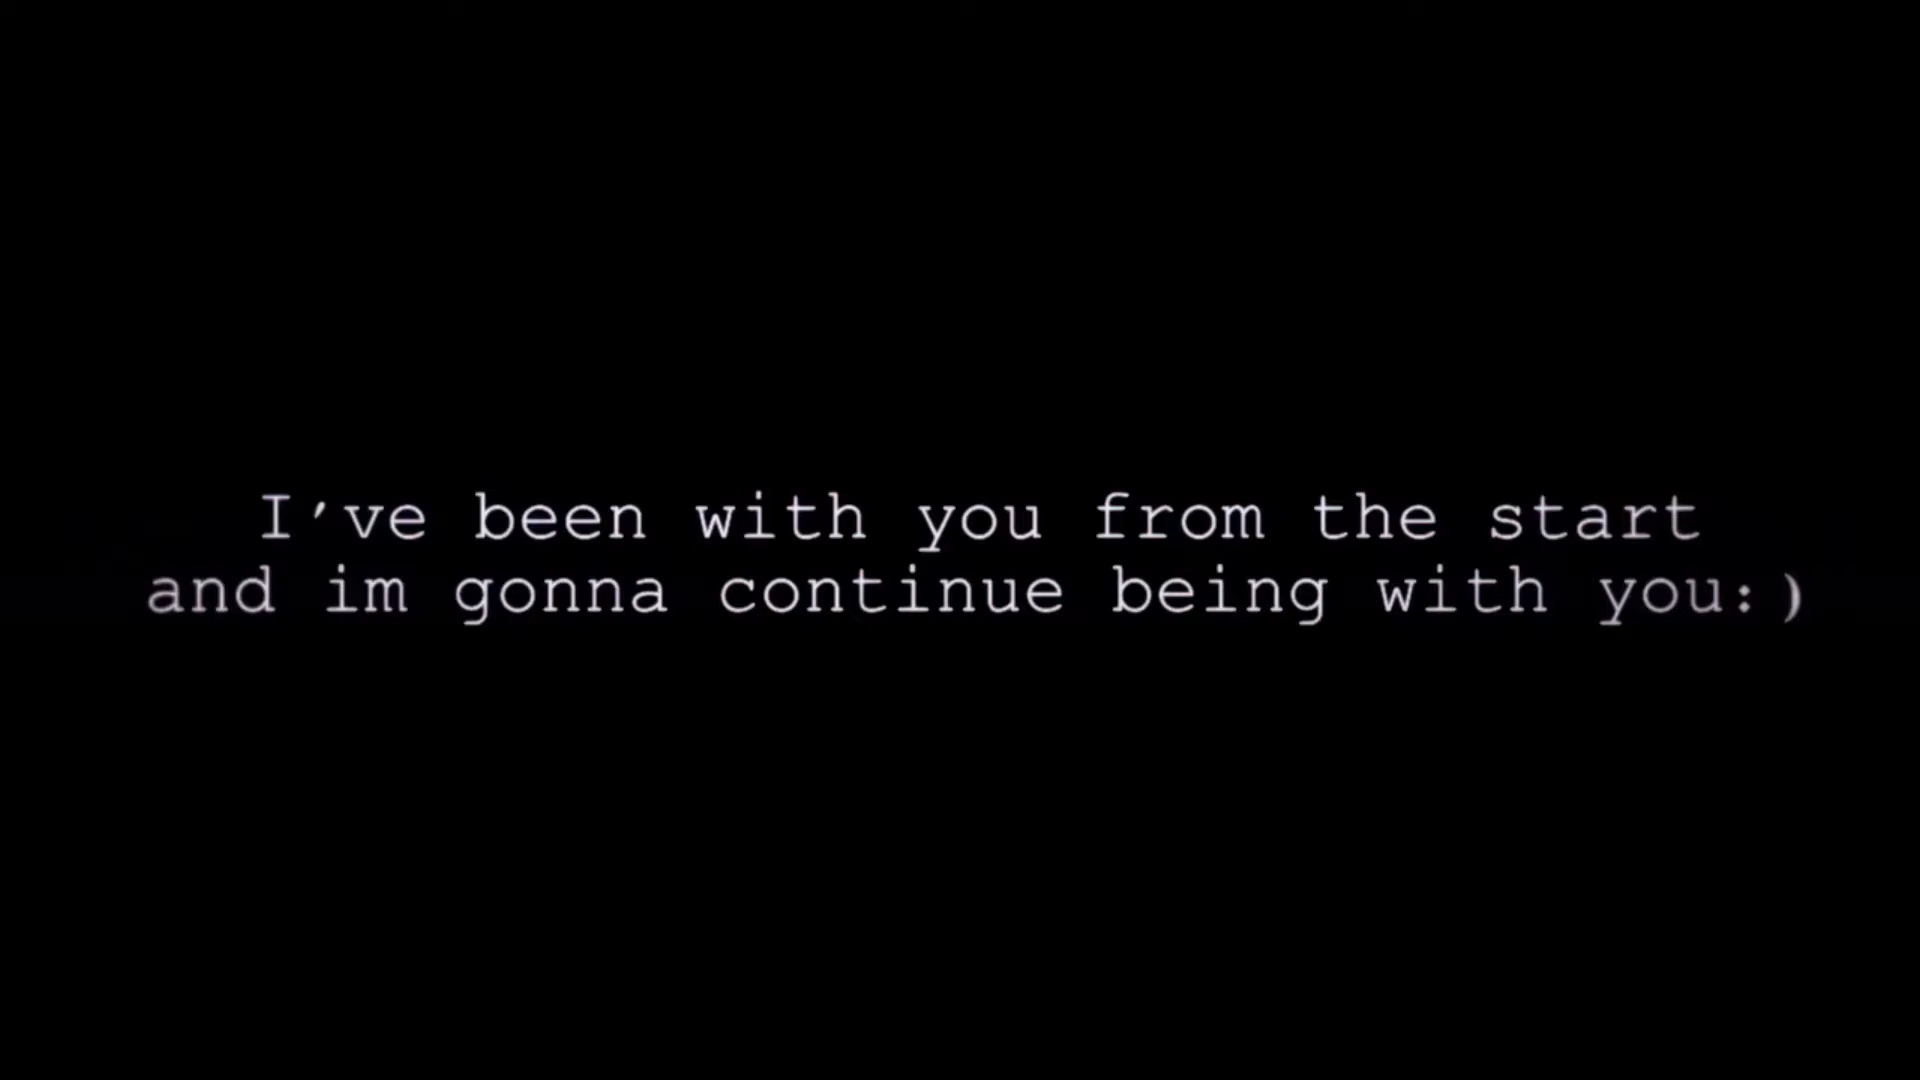 I've been with you from the start
and im gonna continue being with you:)